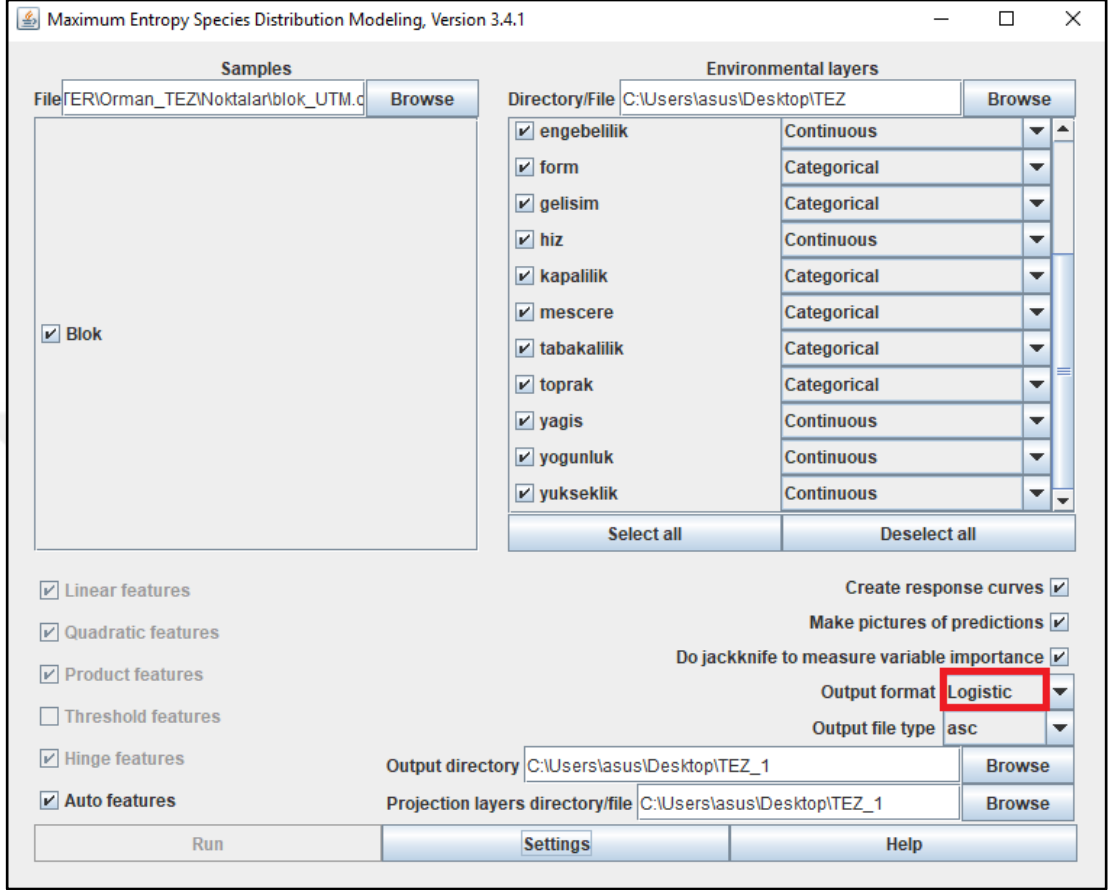 Maximum Entropy Species Distribution Modeling, Version 3.4.1
Samples
File TER\Orman_TEZ\Noktalar\blok_UTM.c Browse
Blok
Environmental layers
Directory/File C:\Users\asus\Desktop\TEZ Browse
engebelilik Continuous
form Categorical
gelisim Categorical
hiz Continuous
kapalilik Categorical
mescere Categorical
tabakalilik Categorical
toprak Categorical
yagis Continuous
yogunluk Continuous
yukseklik Continuous
Select all Deselect all
Linear features
Quadratic features
Product features
Threshold features
Hinge features
Auto features
Create response curves
Make pictures of predictions
Do jackknife to measure variable importance
Output format Logistic
Output file type asc
Output directory C:\Users\asus\Desktop\TEZ_1 Browse
Projection layers directory/file C:\Users\asus\Desktop\TEZ_1 Browse
Run Settings Help